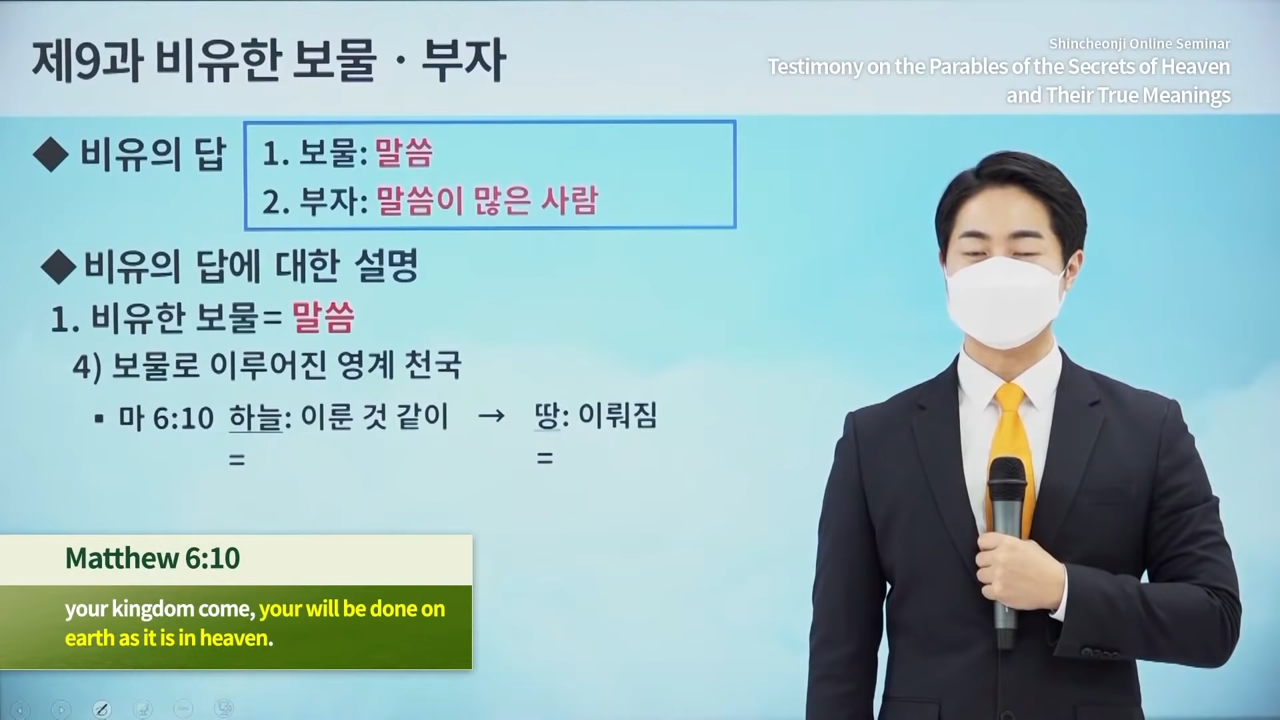 제9과 비유한 보물 · 부자
Shincheonji Online Seminar
Testimony on the Parables of the Secrets of Heaven
and Their True Meanings
◆ 비유의 답
1. 보물: 말씀
2. 부자: 말씀이 많은 사람
◆ 비유의 답에 대한 설명
1. 비유한 보물= 말씀
4) 보물로 이루어진 영계 천국
▪ 마 6:10 하늘: 이룬 것 같이 → 땅: 이뤄짐
= =
Matthew 6:10
your kingdom come, your will be done on
earth as it is in heaven.